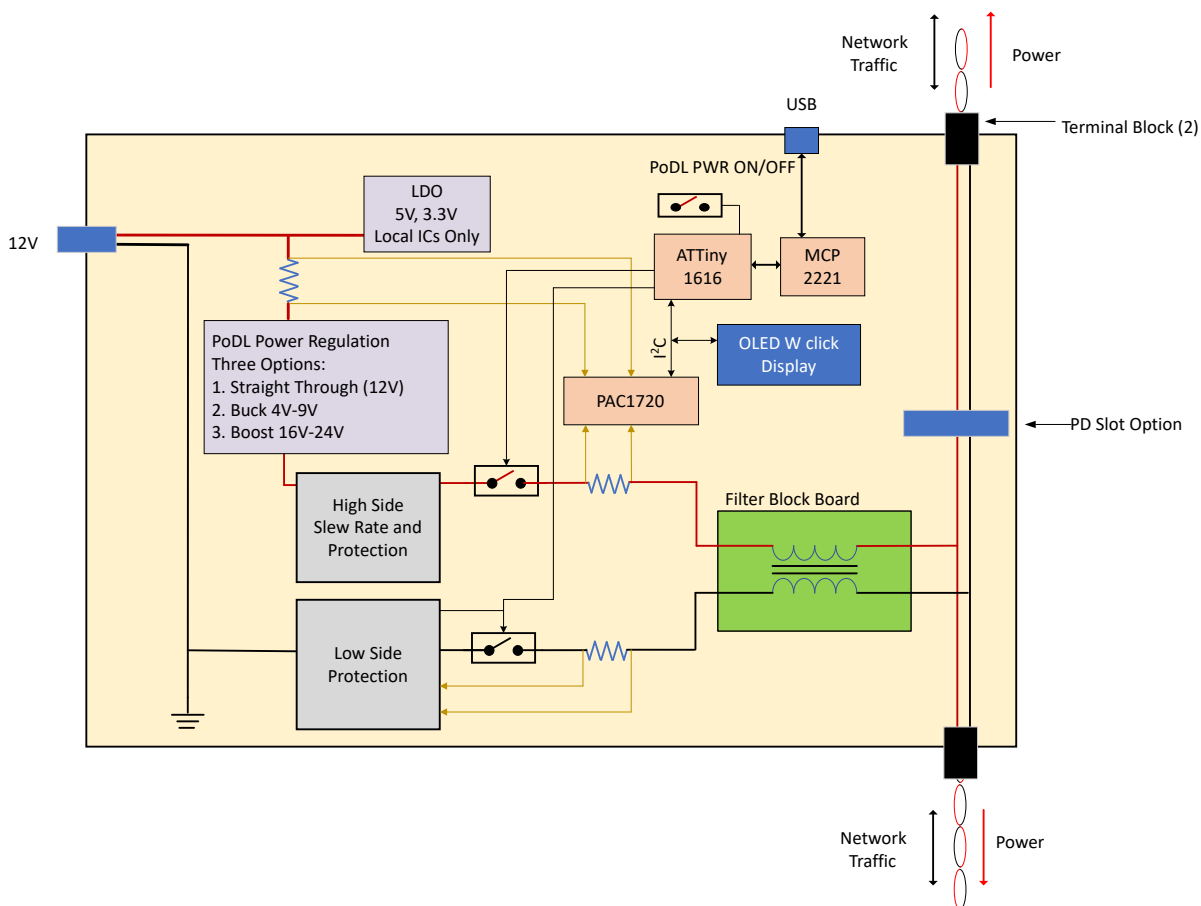 Network
Traffic
Power
USB
Terminal Block (2)
PoDL PWR ON/OFF
LDO
5V, 3.3V
Local ICs Only
12V
ATTiny
1616
MCP
2221
PoDL Power Regulation
Three Options:
1. Straight Through (12V)
2. Buck 4V-9V
3. Boost 16V-24V
I²C
OLED W click
Display
PAC1720
PD Slot Option
High Side
Slew Rate and
Protection
Filter Block Board
Low Side
Protection
Network
Traffic
Power